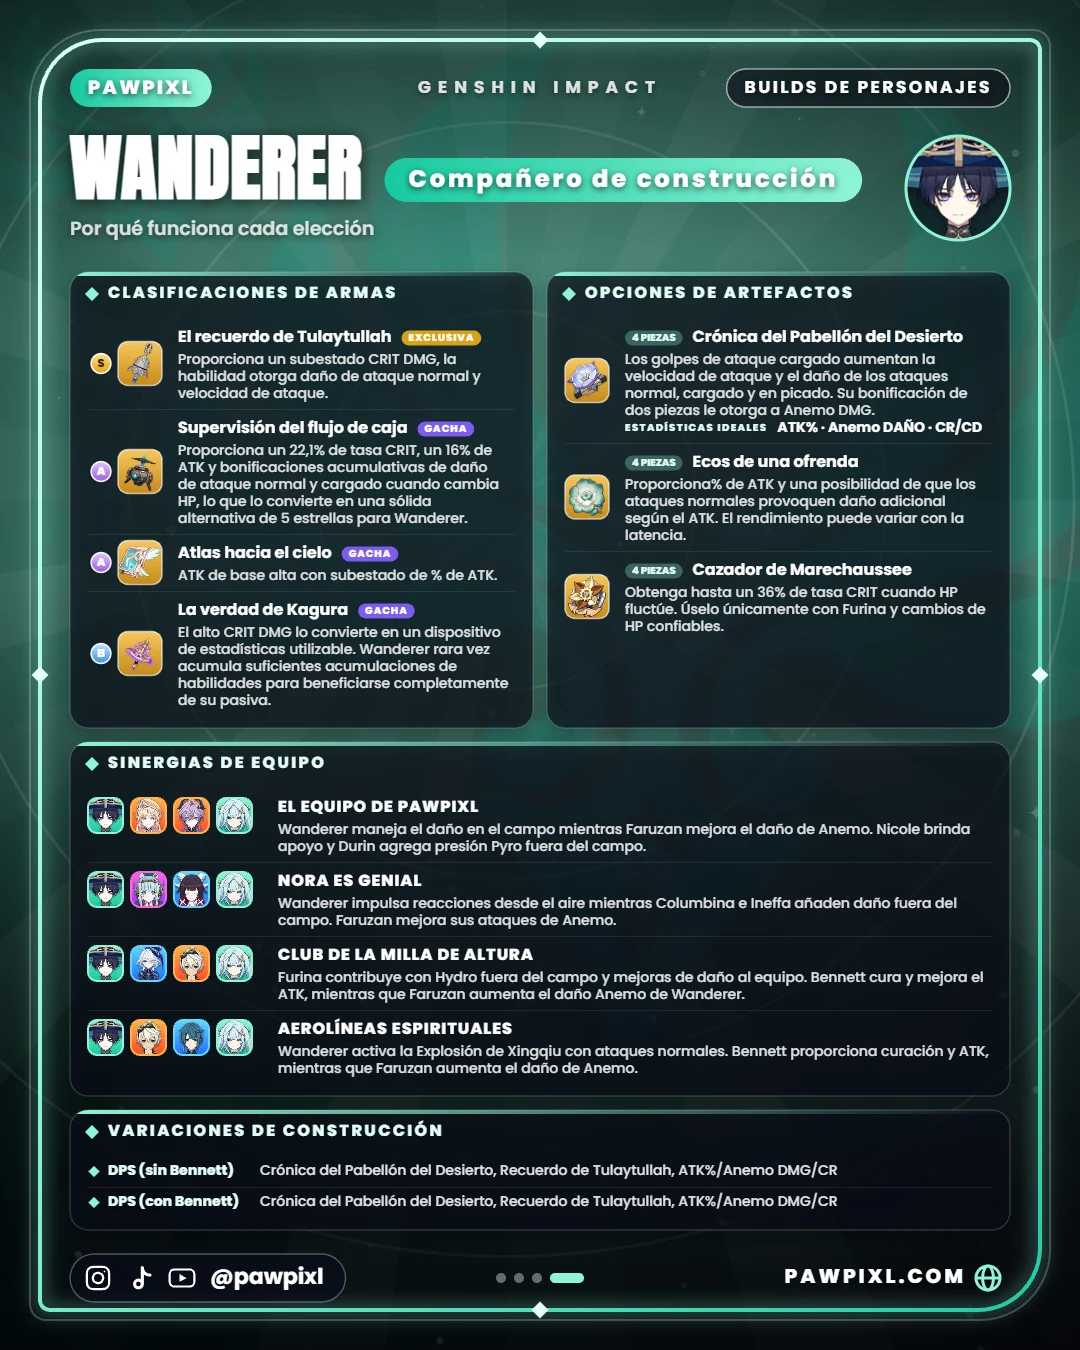 PAWPIXL
GENSHIN IMPACT
BUILDS DE PERSONAJES
WANDERER
Compañero de construcción
Por qué funciona cada elección
CLASIFICACIONES DE ARMAS
S
El recuerdo de Tulaytullah EXCLUSIVA
Proporciona un subestado CRIT DMG, la
habilidad otorga daño de ataque normal y
velocidad de ataque.
A
Supervisión del flujo de caja GACHA
Proporciona un 22,1% de tasa CRIT, un 16% de
ATK y bonificaciones acumulativas de daño
de ataque normal y cargado cuando cambia
HP, lo que lo convierte en una sólida
alternativa de 5 estrellas para Wanderer.
A
Atlas hacia el cielo GACHA
ATK de base alta con subestado de % de ATK.
B
La verdad de Kagura GACHA
El alto CRIT DMG lo convierte en un dispositivo
de estadísticas utilizable. Wanderer rara vez
acumula suficientes acumulaciones de
habilidades para beneficiarse completamente
de su pasiva.
OPCIONES DE ARTEFACTOS
4 PIEZAS Crónica del Pabellón del Desierto
Los golpes de ataque cargado aumentan la
velocidad de ataque y el daño de los ataques
normal, cargado y en picado. Su bonificación de
dos piezas le otorga a Anemo DMG.
ESTADÍSTICAS IDEALES ATK% · Anemo DAÑO · CR/CD
4 PIEZAS Ecos de una ofrenda
Proporciona% de ATK y una posibilidad de que los
ataques normales provoquen daño adicional
según el ATK. El rendimiento puede variar con la
latencia.
4 PIEZAS Cazador de Marechaussee
Obtenga hasta un 36% de tasa CRIT cuando HP
fluctúe. Úselo únicamente con Furina y cambios de
HP confiables.
SINERGIAS DE EQUIPO
EL EQUIPO DE PAWPIXL
Wanderer maneja el daño en el campo mientras Faruzan mejora el daño de Anemo. Nicole brinda
apoyo y Durin agrega presión Pyro fuera del campo.
NORA ES GENIAL
Wanderer impulsa reacciones desde el aire mientras Columbina e Ineffa añaden daño fuera del
campo. Faruzan mejora sus ataques de Anemo.
CLUB DE LA MILLA DE ALTURA
Furina contribuye con Hydro fuera del campo y mejoras de daño al equipo. Bennett cura y mejora el
ATK, mientras que Faruzan aumenta el daño Anemo de Wanderer.
AEROLÍNEAS ESPIRITUALES
Wanderer activa la Explosión de Xingqiu con ataques normales. Bennett proporciona curación y ATK,
mientras que Faruzan aumenta el daño de Anemo.
VARIACIONES DE CONSTRUCCIÓN
DPS (sin Bennett) Crónica del Pabellón del Desierto, Recuerdo de Tulaytullah, ATK%/Anemo DMG/CR
DPS (con Bennett) Crónica del Pabellón del Desierto, Recuerdo de Tulaytullah, ATK%/Anemo DMG/CR
@pawpixl
PAWPIXL.COM